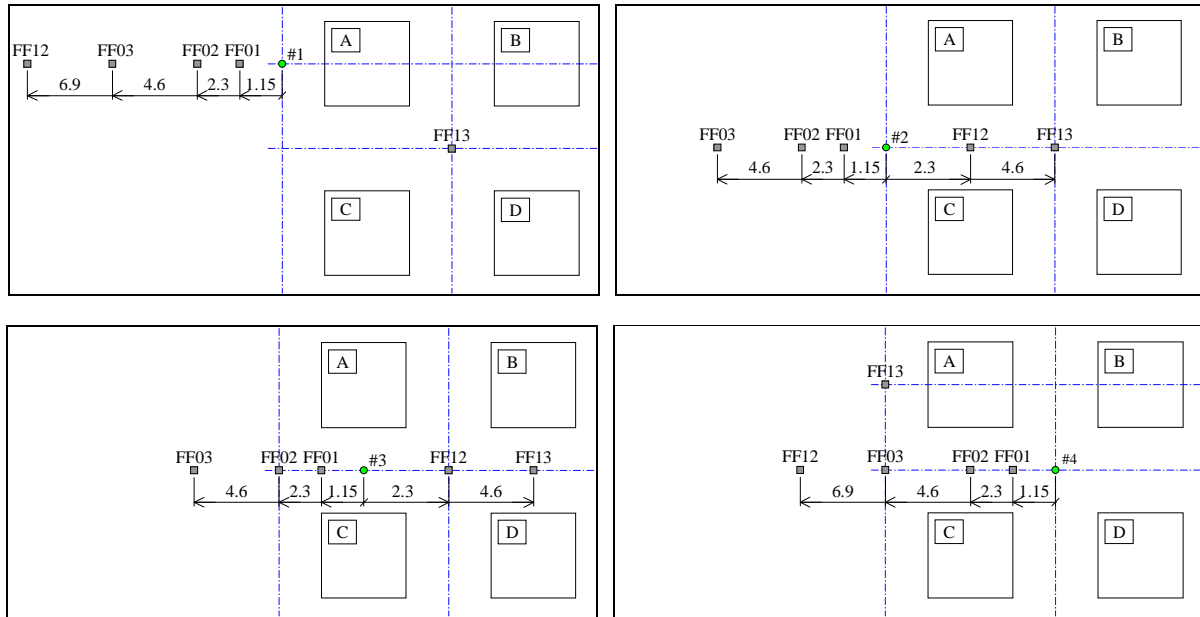 A
B
FF12
FF03
FF02
FF01
#1
6.9
4.6
2.3
1.15
FF13
C
D
A
B
FF03
FF02
FF01
#2
FF12
FF13
4.6
2.3
1.15
2.3
4.6
C
D
A
B
FF03
FF02
FF01
#3
FF12
FF13
4.6
2.3
1.15
2.3
4.6
C
D
A
B
FF13
FF12
FF03
FF02
FF01
#4
6.9
4.6
2.3
1.15
C
D